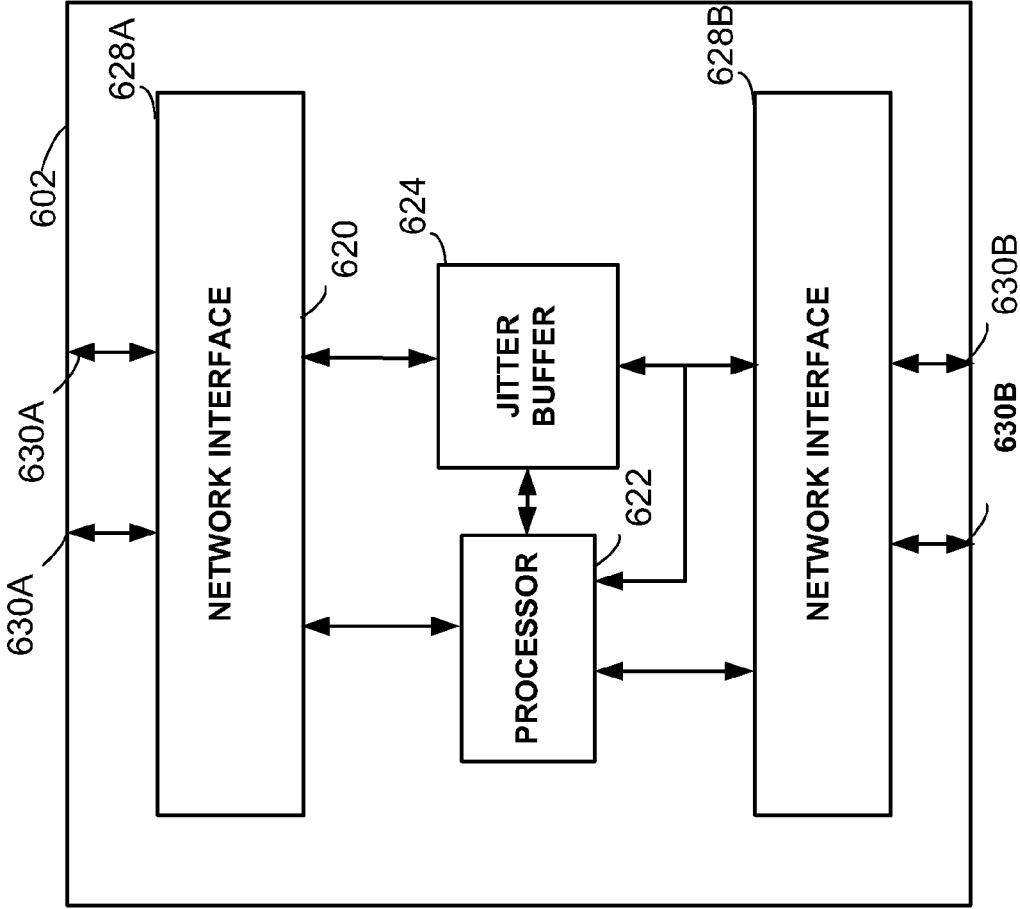 602
628A
630A
630A
NETWORK INTERFACE
620
624
JITTER
BUFFER
PROCESSOR
622
628B
NETWORK INTERFACE
630B
630B